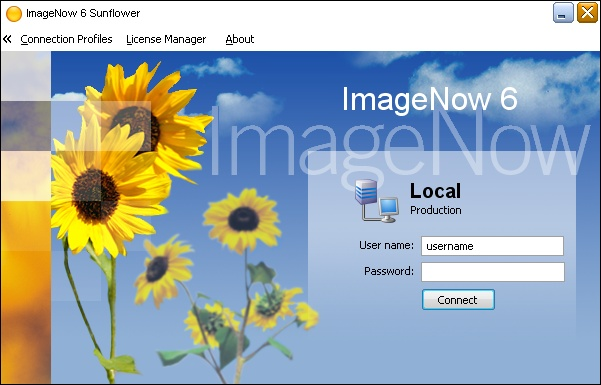 ImageNow 6 Sunflower
« Connection Profiles License Manager About
ImageNow 6
ImageNow
Local
Production
User name: username
Password:
Connect